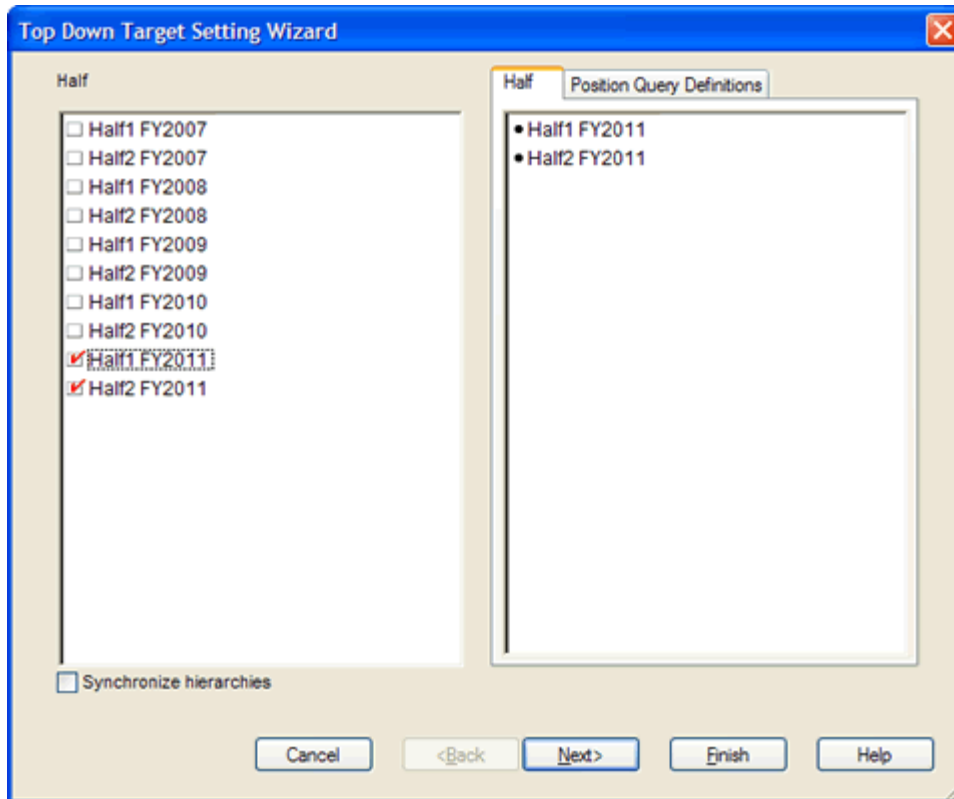 Top Down Target Setting Wizard
Half
Half1 FY2007
Half2 FY2007
Half1 FY2008
Half2 FY2008
Half1 FY2009
Half2 FY2009
Half1 FY2010
Half2 FY2010
Half1 FY2011
Half2 FY2011
Synchronize hierarchies
Half Position Query Definitions
Half1 FY2011
Half2 FY2011
Cancel <Back Next> Finish Help